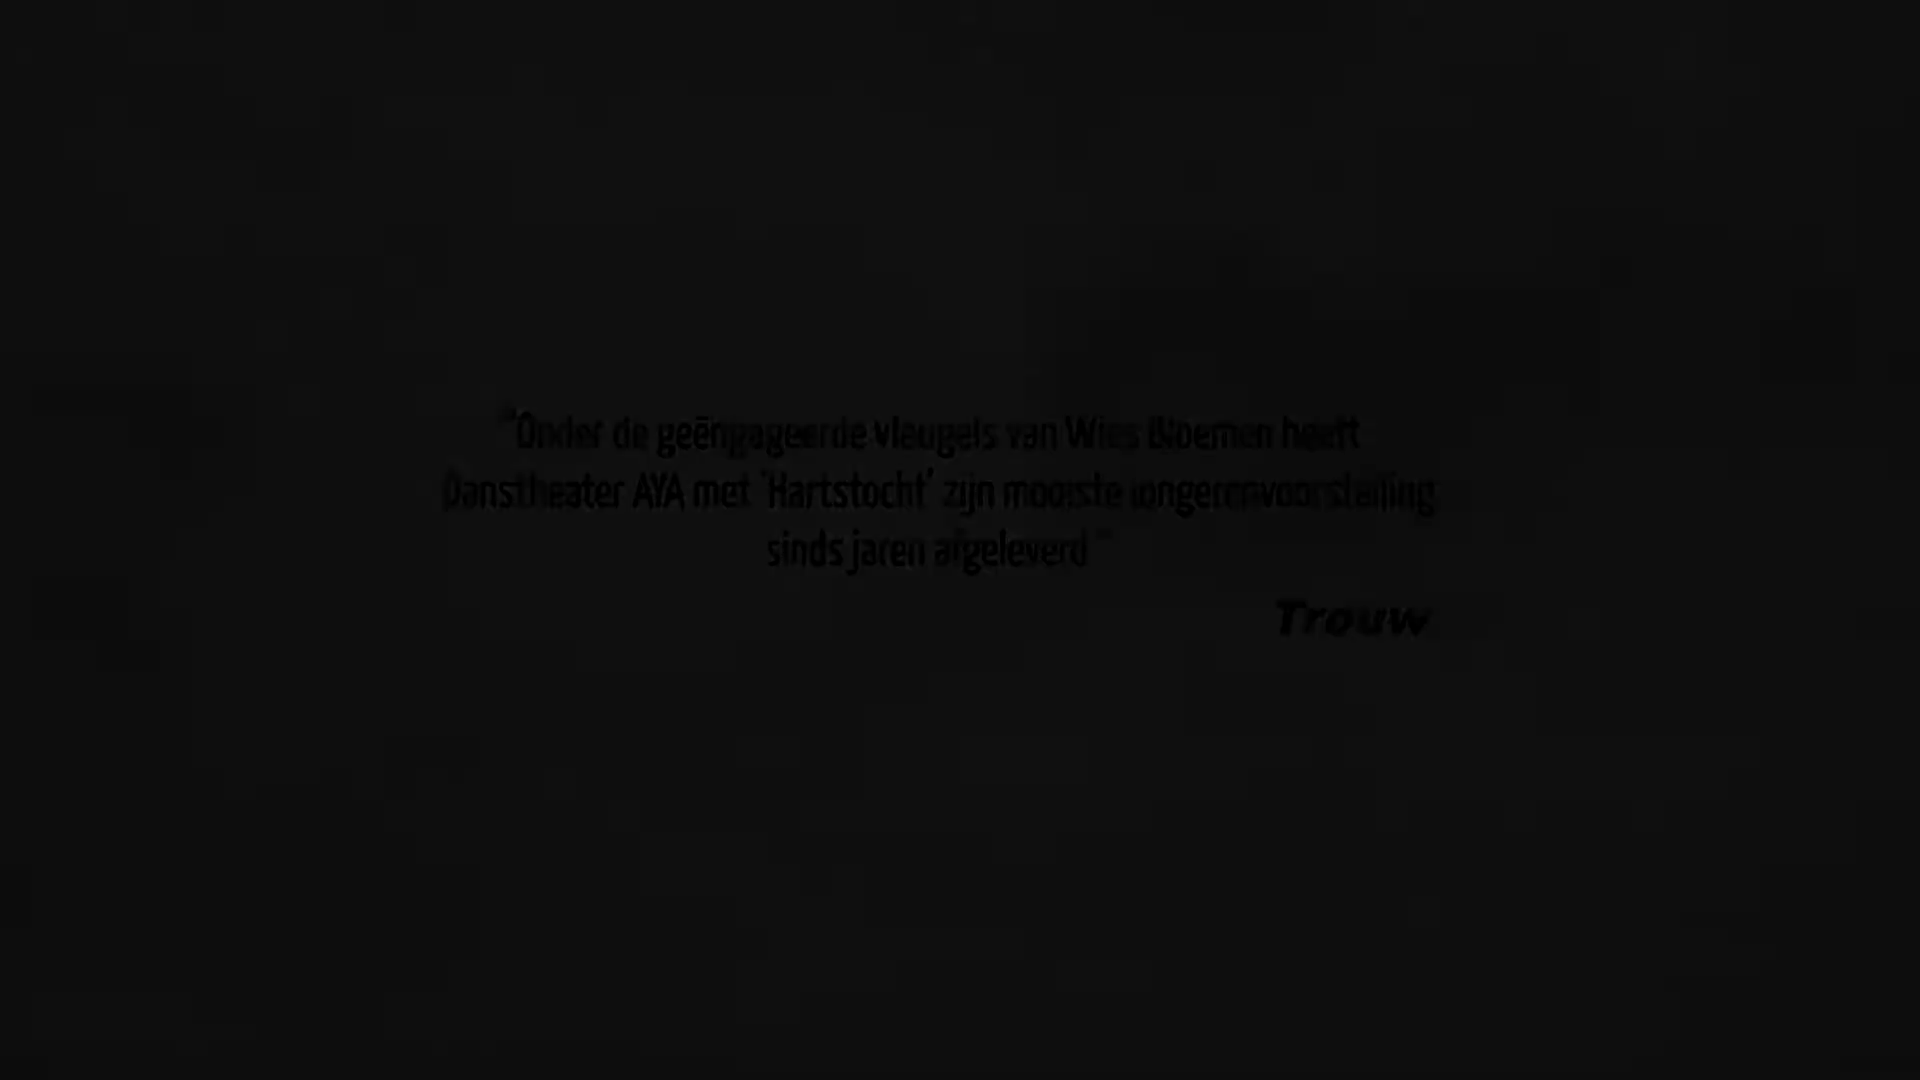 "Onder de geëngageerde vleugels van Wies Bloemen heeft
Danstheater AYA met 'Hartstocht' zijn mooiste jongerenvoorstelling
sinds jaren afgeleverd."
Trouw